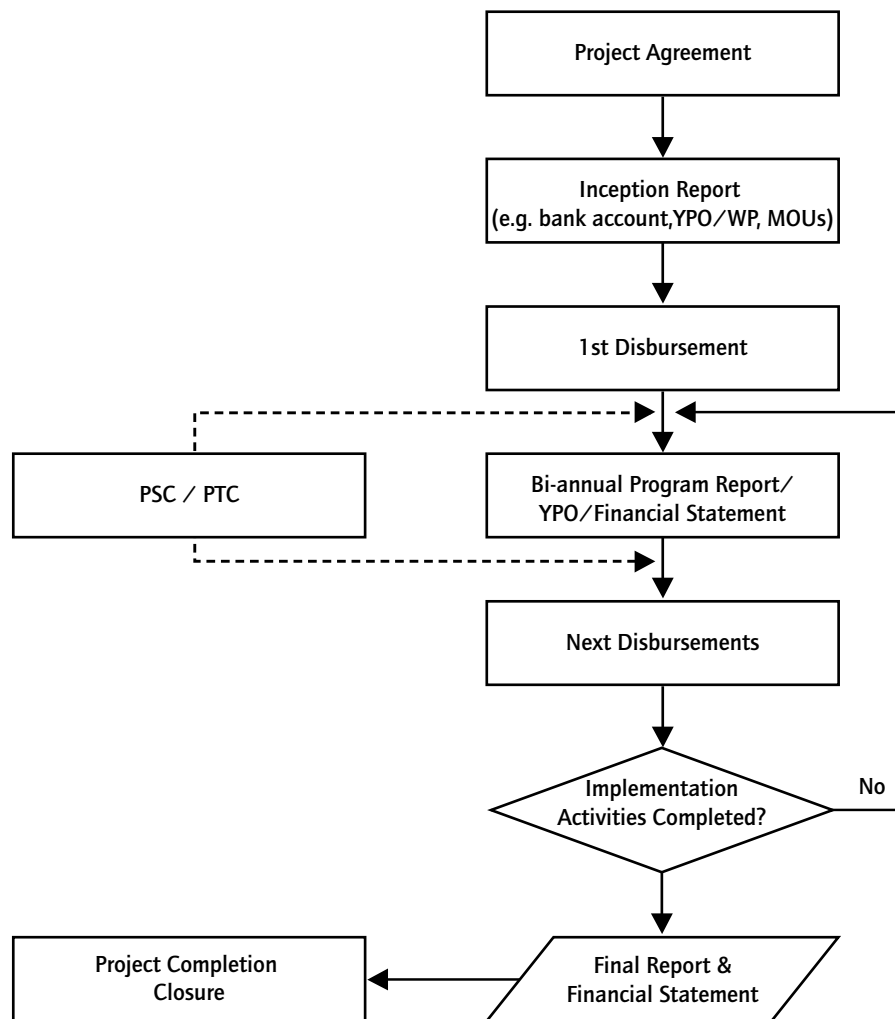 Project Agreement
Inception Report
(e.g. bank account,YPO/WP, MOUs)
1st Disbursement
PSC / PTC
Bi-annual Program Report/
YPO/Financial Statement
Next Disbursements
Implementation
Activities Completed?
No
Project Completion
Closure
Final Report &
Financial Statement